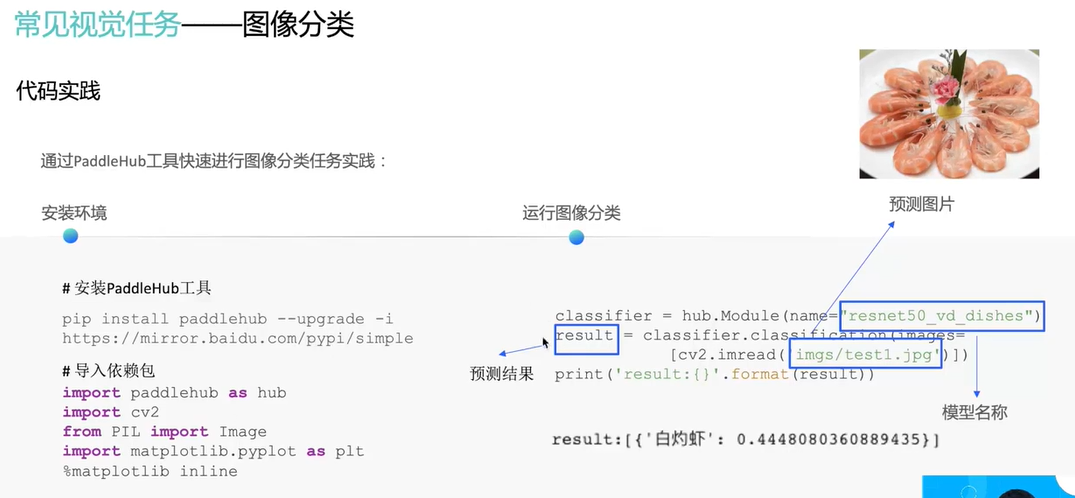 常见视觉任务——图像分类
代码实践
通过PaddleHub工具快速进行图像分类任务实践：
安装环境
# 安装PaddleHub工具
pip install paddlehub --upgrade -i
https://mirror.baidu.com/pypi/simple
# 导入依赖包
import paddlehub as hub
import cv2
from PIL import Image
import matplotlib.pyplot as plt
%matplotlib inline
运行图像分类
预测图片
classifier = hub.Module(name="resnet50_vd_dishes")
result = classifier.classification(images=
[cv2.imread('imgs/test1.jpg')])
print('result:{}'.format(result))
预测结果
模型名称
result:[{'白灼虾': 0.4448080360889435}]